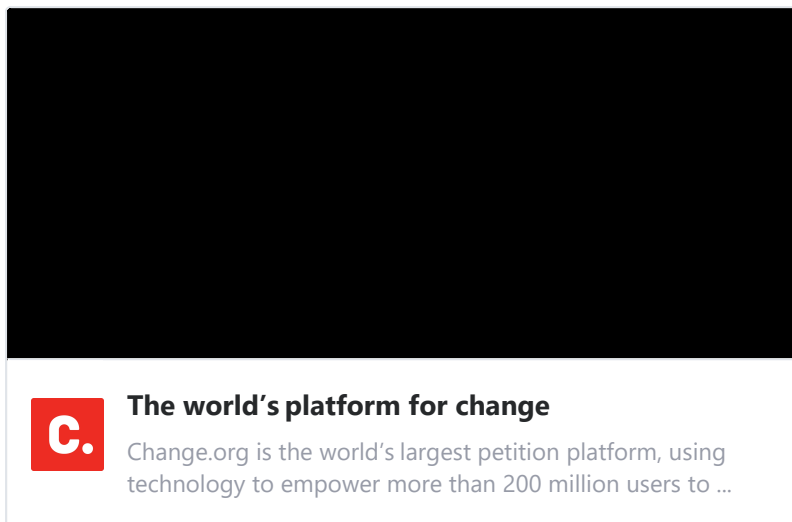 C.
The world’s platform for change
Change.org is the world’s largest petition platform, using
technology to empower more than 200 million users to ...